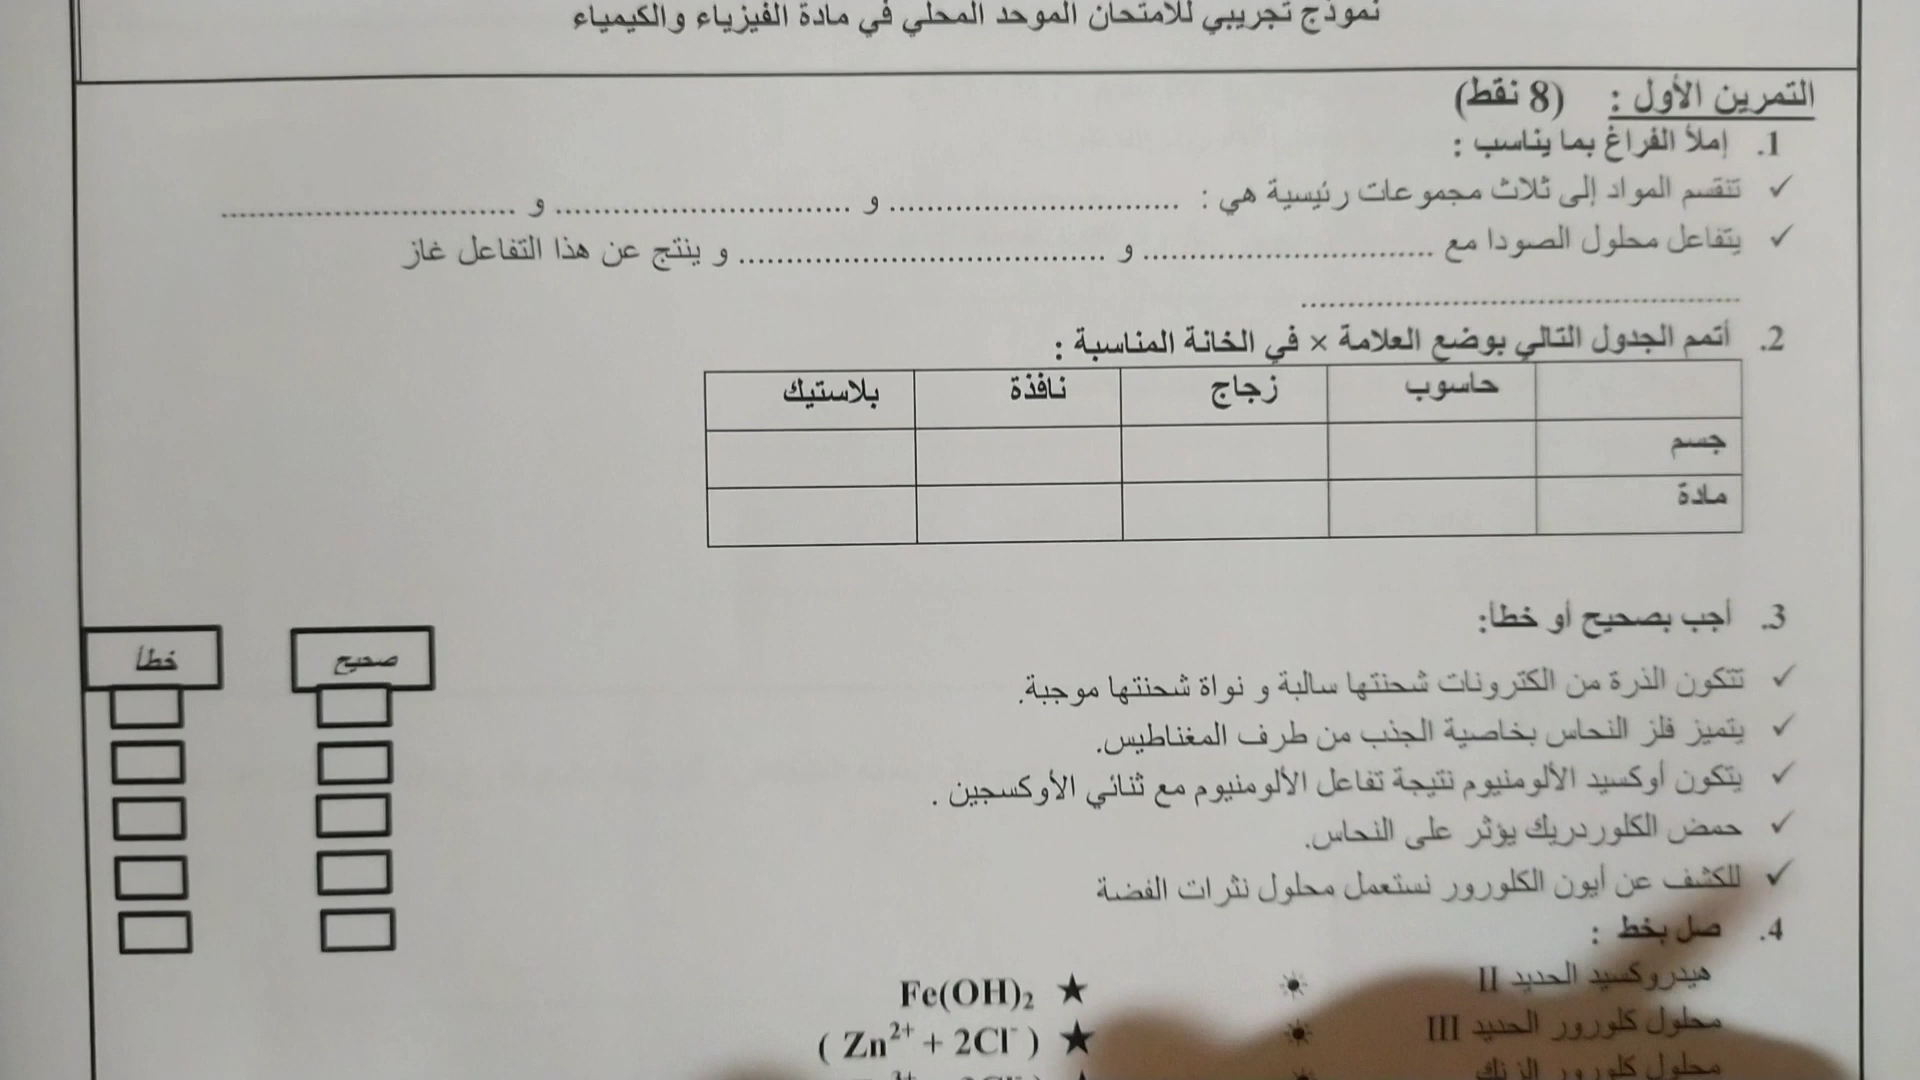 نموذج تجريبي للامتحان الموحد المحلي في مادة الفيزياء والكيمياء
التمرين الأول : (8 نقط)
1. إملأ الفراغ بما يناسب :
✓ تنقسم المواد إلى ثلاث مجموعات رئيسية هي : .............................. و .............................. و ..............................
✓ يتفاعل محلول الصودا مع .............................. و ...................................... و ينتج عن هذا التفاعل غاز
.............................................
2. أتمم الجدول التالي بوضع العلامة × في الخانة المناسبة :
حاسوب زجاج نافذة بلاستيك
جسم
مادة
3. أجب بصحيح أو خطأ:
صحيح خطأ
✓ تتكون الذرة من الكترونات شحنتها سالبة و نواة شحنتها موجبة.
✓ يتميز فلز النحاس بخاصية الجذب من طرف المغناطيس.
✓ يتكون أوكسيد الألومنيوم نتيجة تفاعل الألومنيوم مع ثنائي الأوكسجين .
✓ حمض الكلوردريك يؤثر على النحاس.
✓ للكشف عن أيون الكلورور نستعمل محلول نثرات الفضة
4. صل بخط :
هيدروكسيد الحديد II ★ Fe(OH)₂
محلول كلورور الحديد III ★ ( Zn²⁺ + 2Cl⁻ )
محلول كلورور الزنك